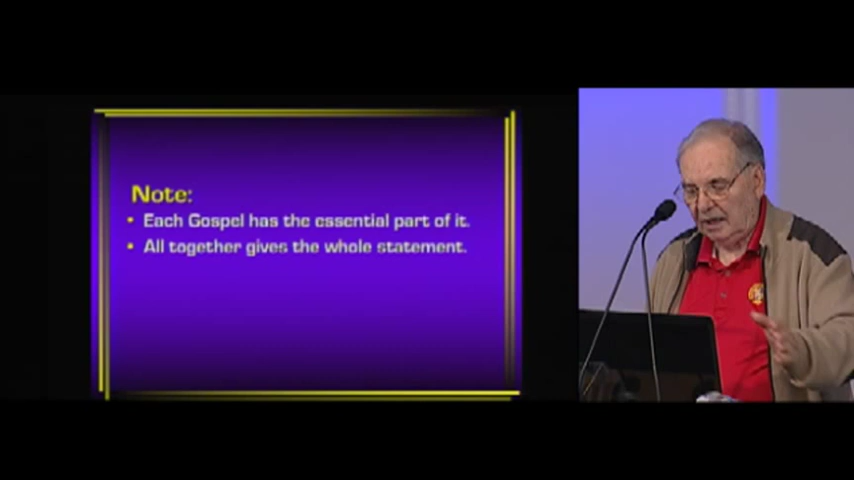 Note:
• Each Gospel has the essential part of it.
• All together gives the whole statement.